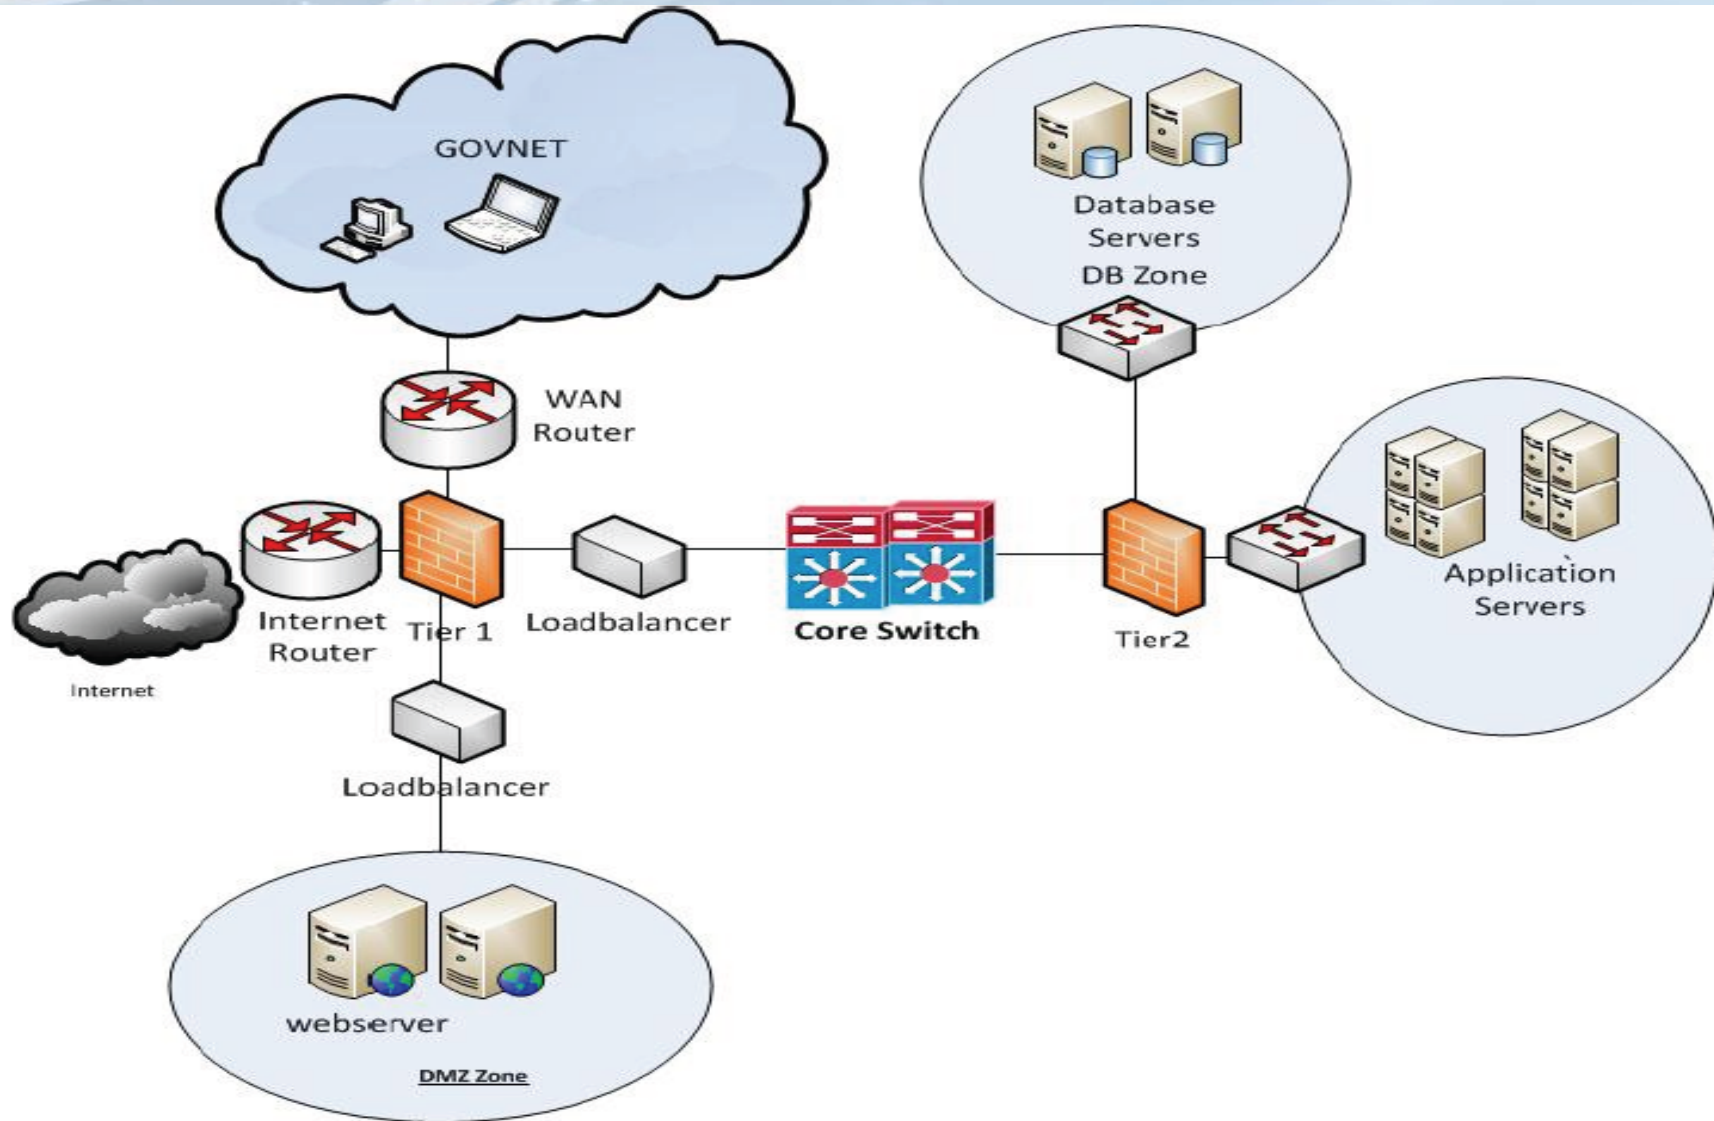 GOVNET
Database
Servers
DB Zone
WAN
Router
Internet
Router
Tier 1
Loadbalancer
Core Switch
Tier2
Application
Servers
Internet
Loadbalancer
webserver
DMZ Zone